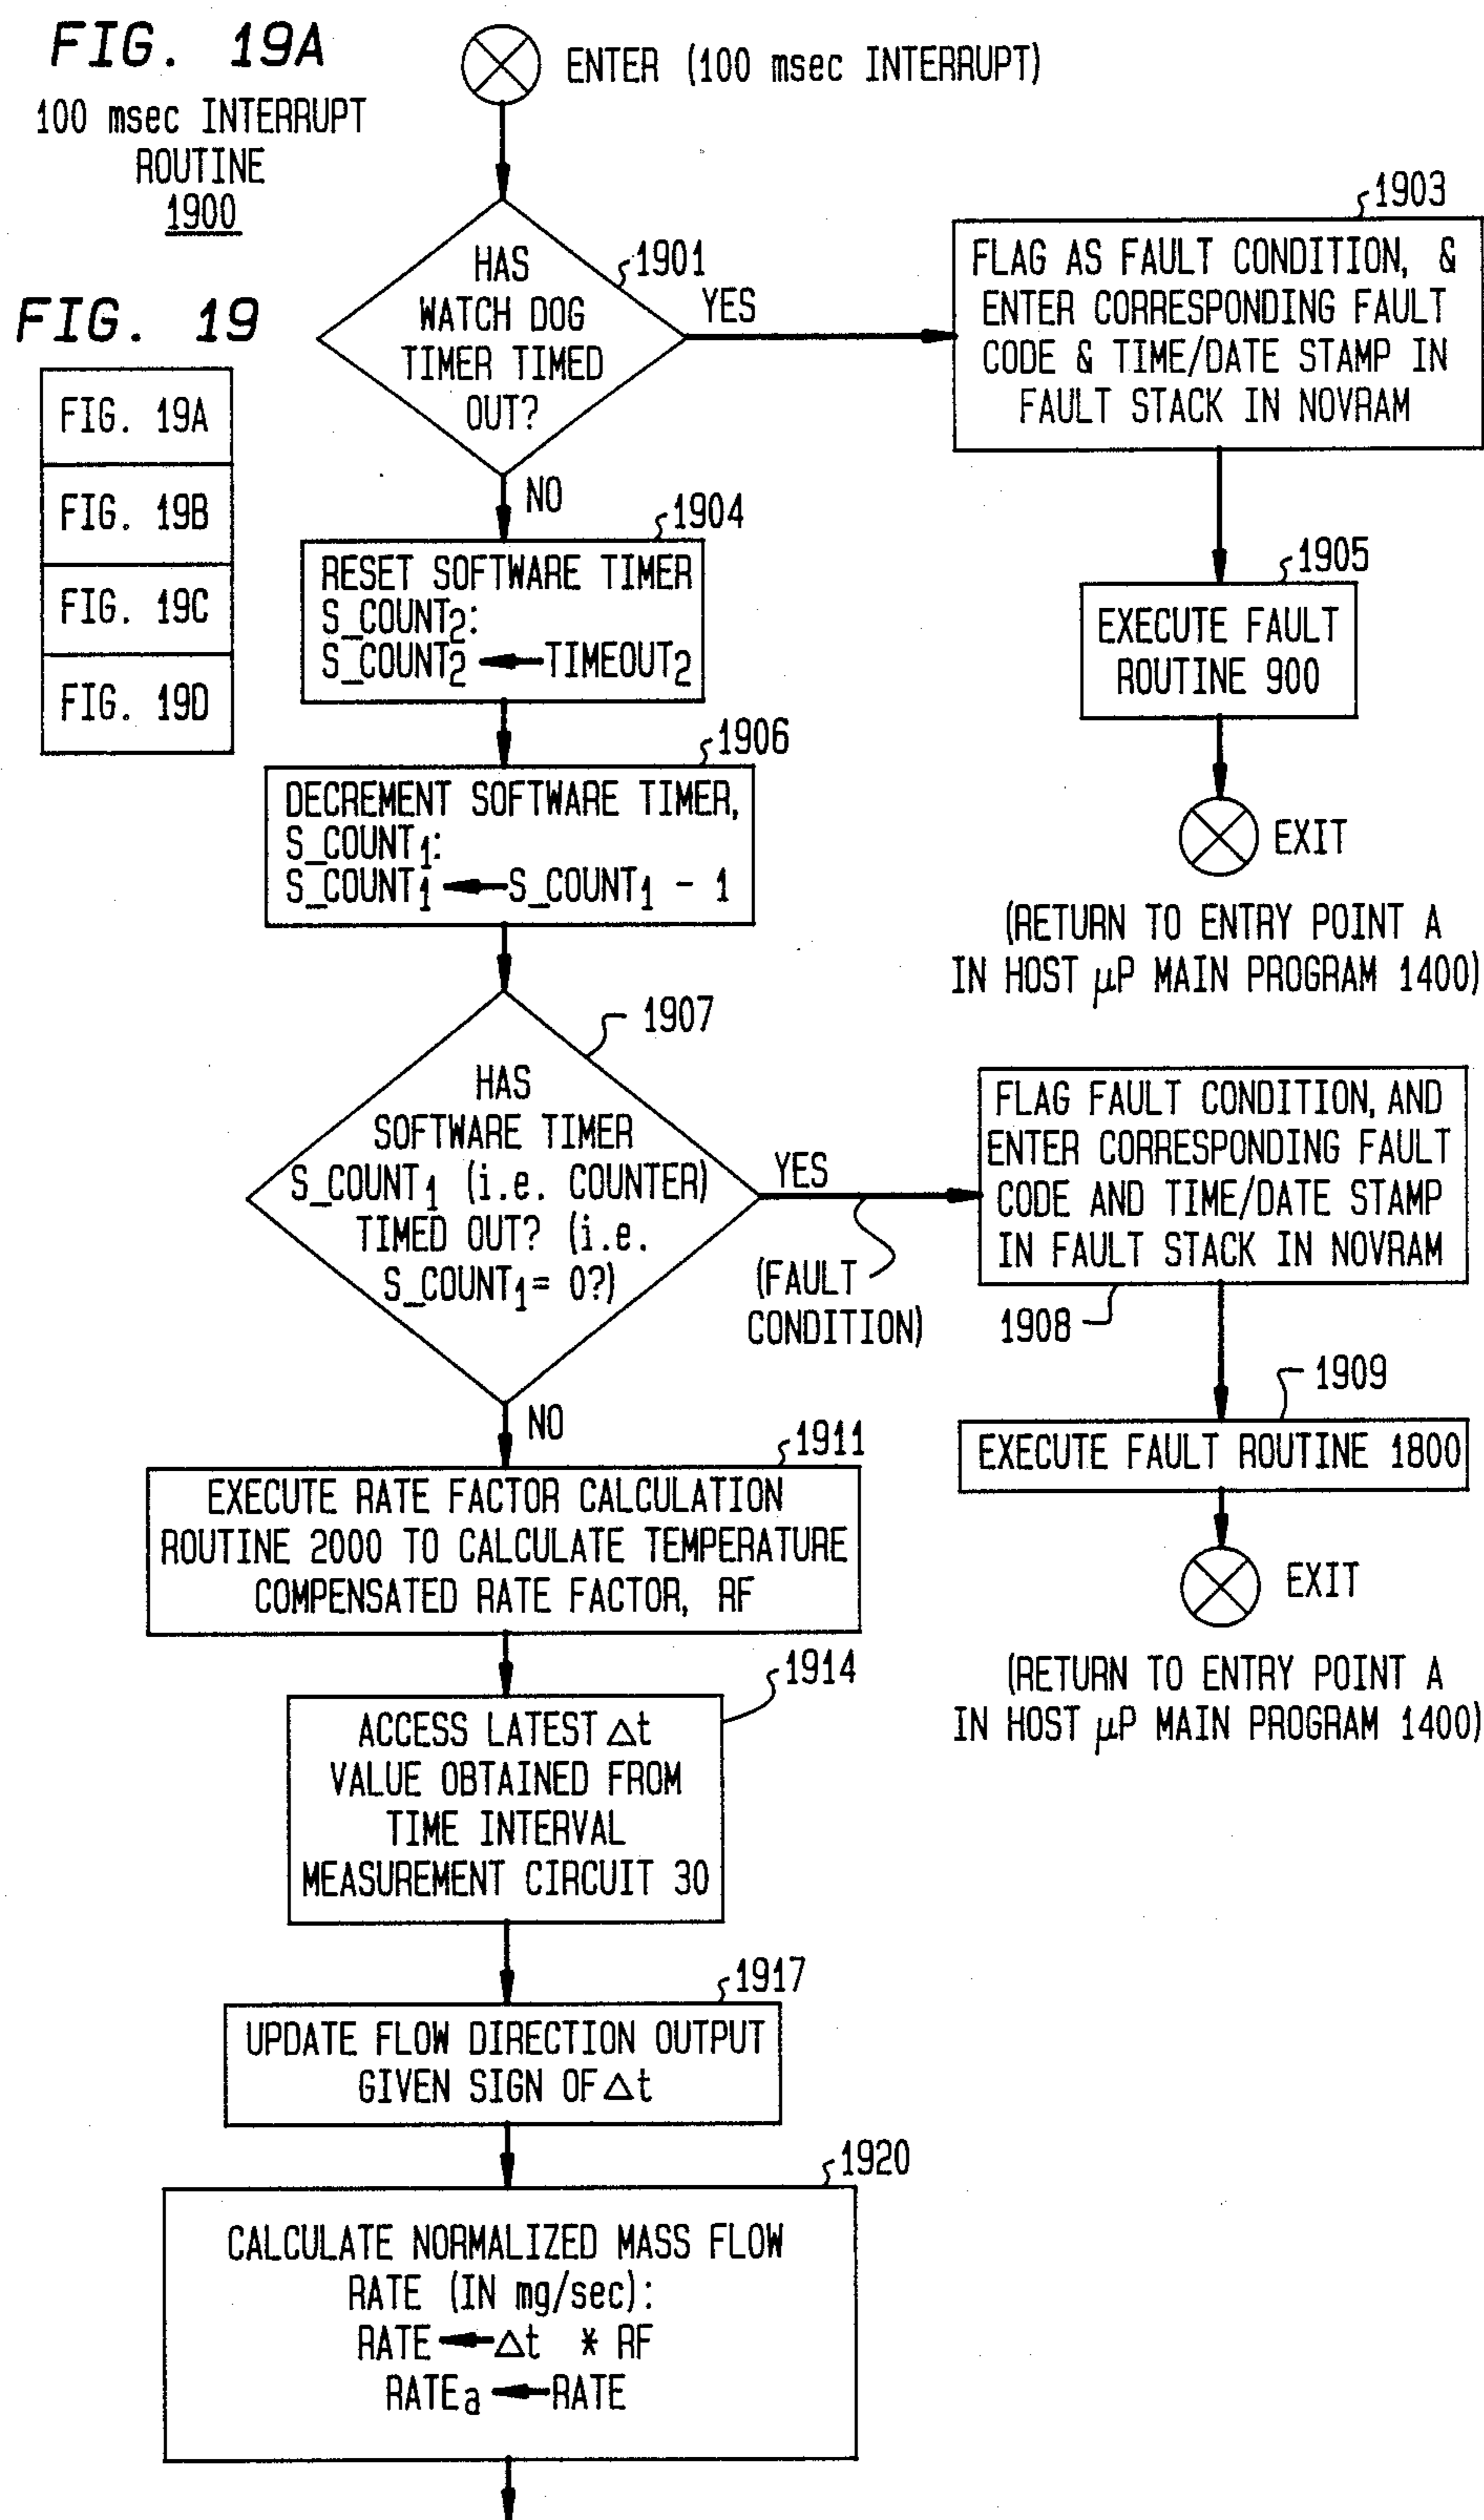 FIG. 19A
100 msec INTERRUPT
ROUTINE
1900
FIG. 19
FIG. 19A
FIG. 19B
FIG. 19C
FIG. 19D
ENTER (100 msec INTERRUPT)
HAS
WATCH DOG
TIMER TIMED
OUT?
1901
YES
NO
1903
FLAG AS FAULT CONDITION, &
ENTER CORRESPONDING FAULT
CODE & TIME/DATE STAMP IN
FAULT STACK IN NOVRAM
1905
EXECUTE FAULT
ROUTINE 900
EXIT
(RETURN TO ENTRY POINT A
IN HOST µP MAIN PROGRAM 1400)
1904
RESET SOFTWARE TIMER
S_COUNT2:
S_COUNT2 ← TIMEOUT2
1906
DECREMENT SOFTWARE TIMER,
S_COUNT1:
S_COUNT1 ← S_COUNT1 - 1
1907
HAS
SOFTWARE TIMER
S_COUNT1 (i.e. COUNTER)
TIMED OUT? (i.e.
S_COUNT1= 0?)
YES
(FAULT
CONDITION)
NO
FLAG FAULT CONDITION, AND
ENTER CORRESPONDING FAULT
CODE AND TIME/DATE STAMP
IN FAULT STACK IN NOVRAM
1908
1909
EXECUTE FAULT ROUTINE 1800
EXIT
(RETURN TO ENTRY POINT A
IN HOST µP MAIN PROGRAM 1400)
1911
EXECUTE RATE FACTOR CALCULATION
ROUTINE 2000 TO CALCULATE TEMPERATURE
COMPENSATED RATE FACTOR, RF
1914
ACCESS LATEST Δt
VALUE OBTAINED FROM
TIME INTERVAL
MEASUREMENT CIRCUIT 30
1917
UPDATE FLOW DIRECTION OUTPUT
GIVEN SIGN OF Δt
1920
CALCULATE NORMALIZED MASS FLOW
RATE (IN mg/sec):
RATE ← Δt * RF
RATEa ← RATE